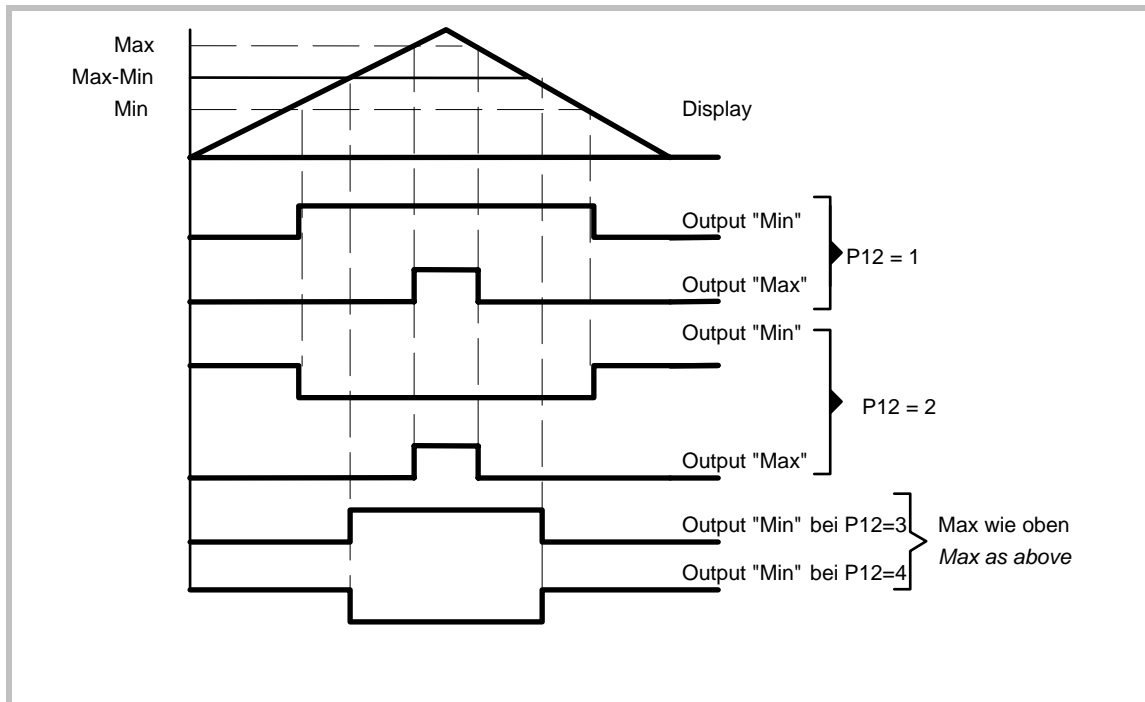 Max
Max-Min
Min
Display
Output "Min"
P12 = 1
Output "Max"
Output "Min"
P12 = 2
Output "Max"
Output "Min" bei P12=3
Max wie oben
Max as above
Output "Min" bei P12=4